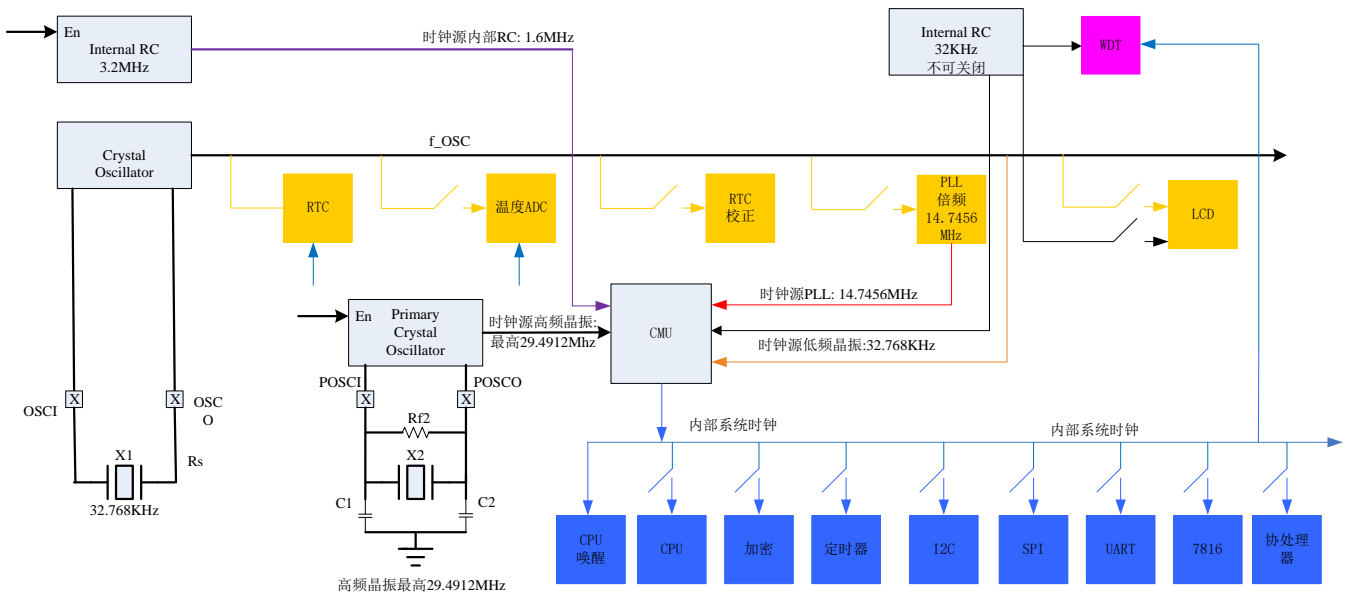 En
Internal RC
3.2MHz
时钟源内部RC: 1.6MHz
Internal RC
32KHz
不可关闭
WDT
Crystal
Oscillator
f_OSC
RTC
温度ADC
RTC
校正
PLL
倍频
14.7456
MHz
LCD
En
Primary
Crystal
Oscillator
时钟源高频晶振:
最高29.4912Mhz
CMU
时钟源PLL: 14.7456MHz
时钟源低频晶振:32.768KHz
POSCI
POSCO
X
X
OSCI
X
X
OSC
O
Rf2
X1
Rs
32.768KHz
X2
C1
C2
高频晶振最高29.4912MHz
内部系统时钟
内部系统时钟
CPU
唤醒
CPU
加密
定时器
I2C
SPI
UART
7816
协处理
器